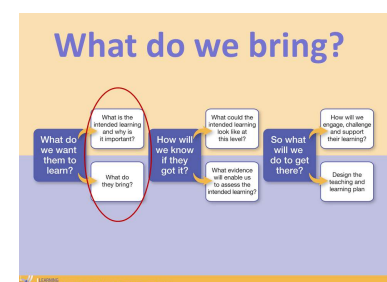 What do we bring?
What do
we want
them to
learn?
What is the
intended learning
and why is
it important?
What do
they bring?
How will
we know
if they
got it?
What could the
intended learning
look like at
this level?
What evidence
will enable us
to assess the
intended learning?
So what
will we
do to get
there?
How will we
engage, challenge
and support
their learning?
Design the
teaching and
learning plan
LEARNING